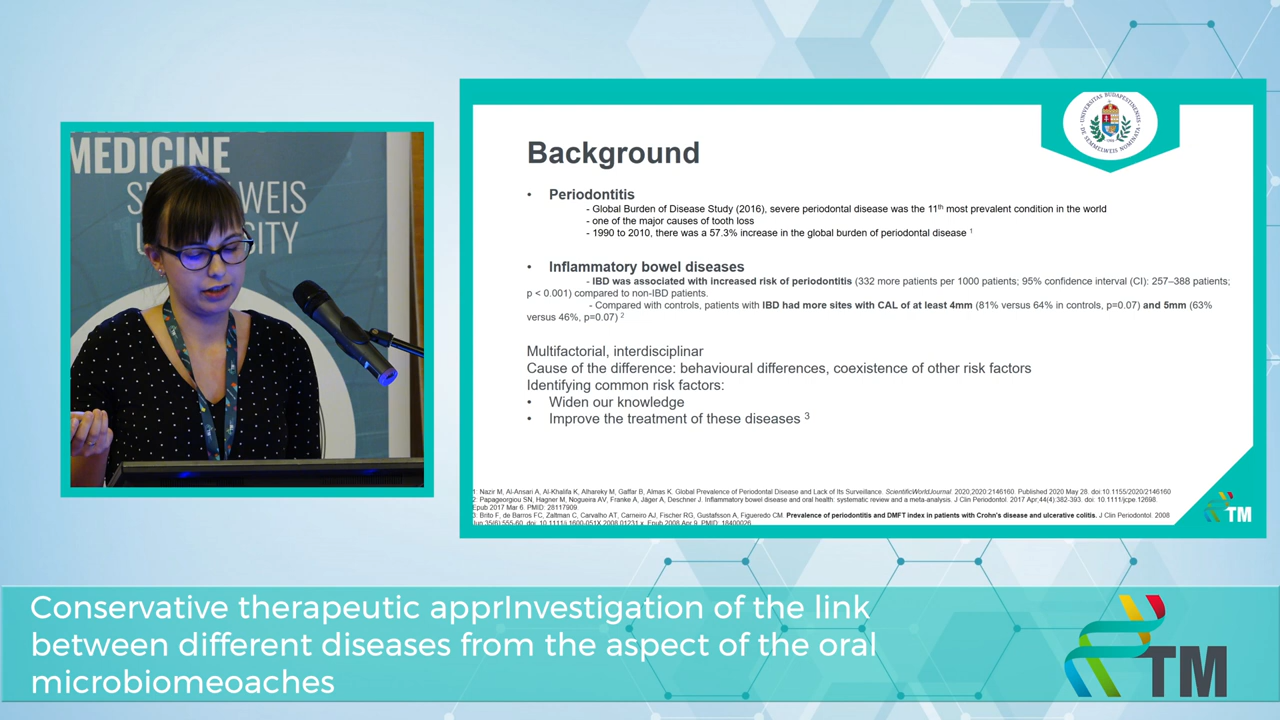 MEDICINE
UNIVERSITAS BUDAPESTINENSIS
DE SEMMELWEIS NOMINATA
Background
• Periodontitis
- Global Burden of Disease Study (2016), severe periodontal disease was the 11th most prevalent condition in the world
- one of the major causes of tooth loss
- 1990 to 2010, there was a 57.3% increase in the global burden of periodontal disease 1
• Inflammatory bowel diseases
- IBD was associated with increased risk of periodontitis (332 more patients per 1000 patients; 95% confidence interval (CI): 257–388 patients;
p < 0.001) compared to non-IBD patients.
- Compared with controls, patients with IBD had more sites with CAL of at least 4mm (81% versus 64% in controls, p=0.07) and 5mm (63%
versus 46%, p=0.07) 2
Multifactorial, interdisciplinar
Cause of the difference: behavioural differences, coexistence of other risk factors
Identifying common risk factors:
• Widen our knowledge
• Improve the treatment of these diseases 3
1: Nazir M, Al-Ansari A, Al-Khalifa K, Alhareky M, Gaffar B, Almas K. Global Prevalence of Periodontal Disease and Lack of Its Surveillance. ScientificWorldJournal. 2020;2020:2146160. Published 2020 May 28. doi:10.1155/2020/2146160
2: Papageorgiou SN, Hagner M, Nogueira AV, Franke A, Jäger A, Deschner J. Inflammatory bowel disease and oral health: systematic review and a meta-analysis. J Clin Periodontol. 2017 Apr;44(4):382-393. doi: 10.1111/jcpe.12698.
Epub 2017 Mar 6. PMID: 28117909
3. Brito F, de Barros FC, Zaltman C, Carvalho AT, Carneiro AJ, Fischer RG, Gustafsson A, Figueredo CM. Prevalence of periodontitis and DMFT index in patients with Crohn's disease and ulcerative colitis. J Clin Periodontol. 2008
Jun;35(6):555-60. doi: 10.1111/j.1600-051X.2008.01231.x. Epub 2008 Apr 9. PMID: 18400026
TM
Conservative therapeutic apprInvestigation of the link
between different diseases from the aspect of the oral
microbiomeoaches
TM